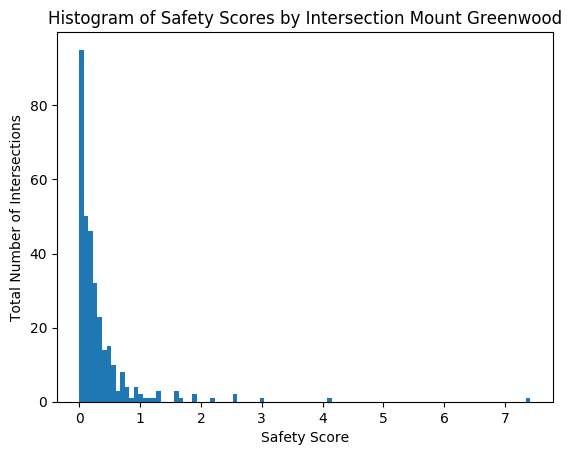 Histogram of Safety Scores by Intersection Mount Greenwood
Total Number of Intersections
80
60
40
20
0
0 1 2 3 4 5 6 7
Safety Score